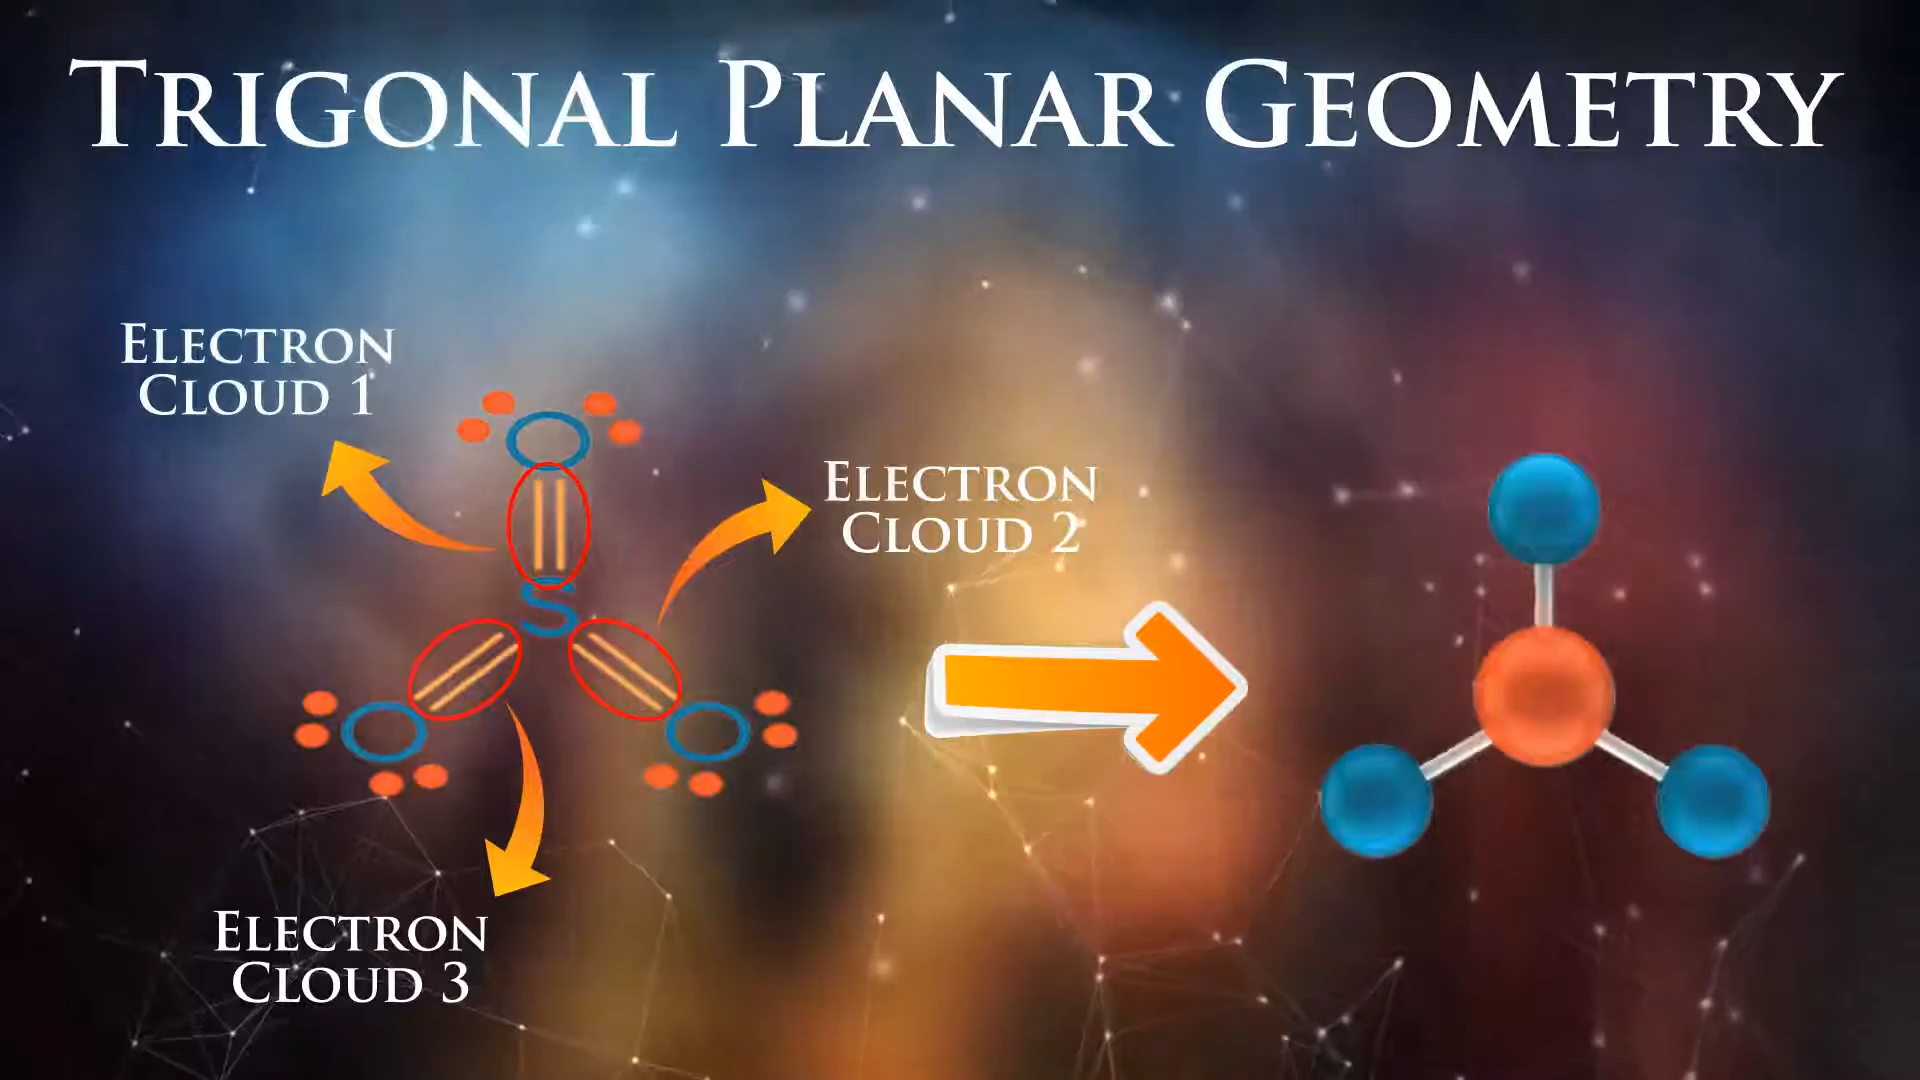 TRIGONAL PLANAR GEOMETRY
ELECTRON
CLOUD 1
O
ELECTRON
CLOUD 2
S
O
O
ELECTRON
CLOUD 3